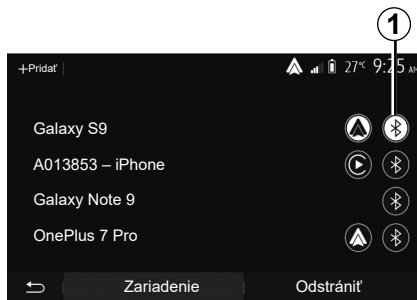 1
+Pridať 27°C 9:25 AM
Galaxy S9
A013853 – iPhone
Galaxy Note 9
OnePlus 7 Pro
Zariadenie Odstrániť